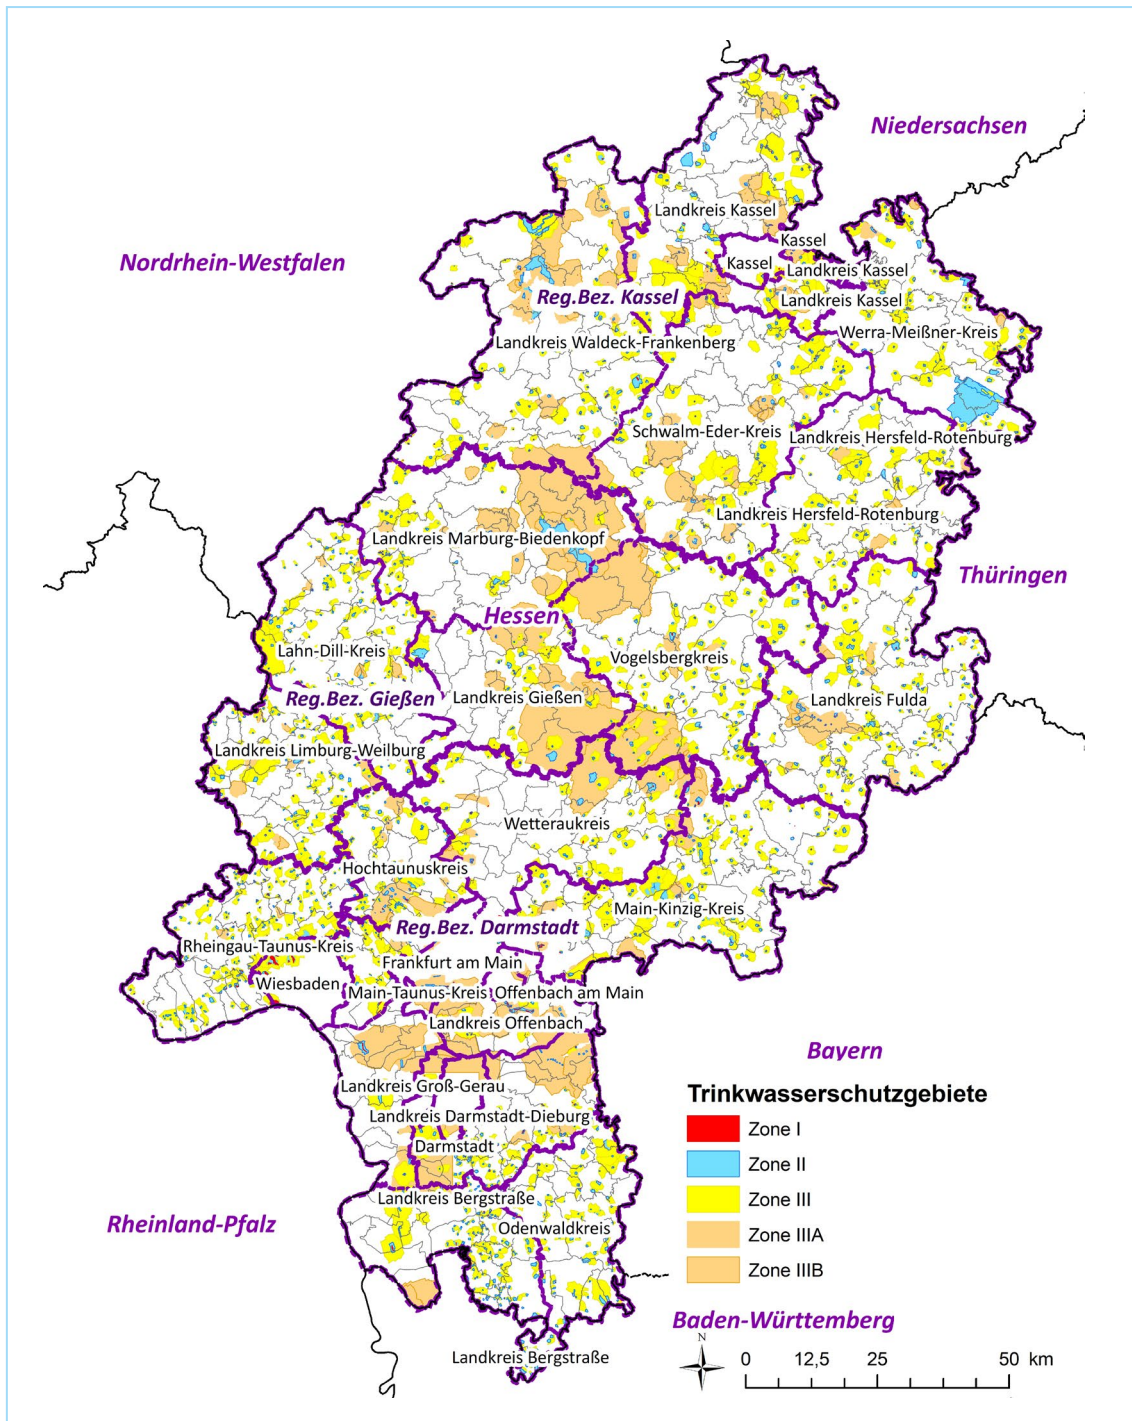 Niedersachsen
Landkreis Kassel
Kassel
Nordrhein-Westfalen
Kassel
Landkreis Kassel
Reg.Bez. Kassel
Landkreis Kassel
Werra-Meißner-Kreis
Landkreis Waldeck-Frankenberg
Schwalm-Eder-Kreis
Landkreis Hersfeld-Rotenburg
Landkreis Hersfeld-Rotenburg
Landkreis Marburg-Biedenkopf
Thüringen
Hessen
Lahn-Dill-Kreis
Vogelsbergkreis
Reg.Bez. Gießen
Landkreis Gießen
Landkreis Fulda
Landkreis Limburg-Weilburg
Wetteraukreis
Hochtaunuskreis
Main-Kinzig-Kreis
Reg.Bez. Darmstadt
Rheingau-Taunus-Kreis
Frankfurt am Main
Wiesbaden
Main-Taunus-Kreis
Offenbach am Main
Landkreis Offenbach
Bayern
Landkreis Groß-Gerau
Landkreis Darmstadt-Dieburg
Darmstadt
Landkreis Bergstraße
Rheinland-Pfalz
Odenwaldkreis
Landkreis Bergstraße
Trinkwasserschutzgebiete
Zone I
Zone II
Zone III
Zone IIIA
Zone IIIB
Baden-Württemberg
N
0 12,5 25 50 km